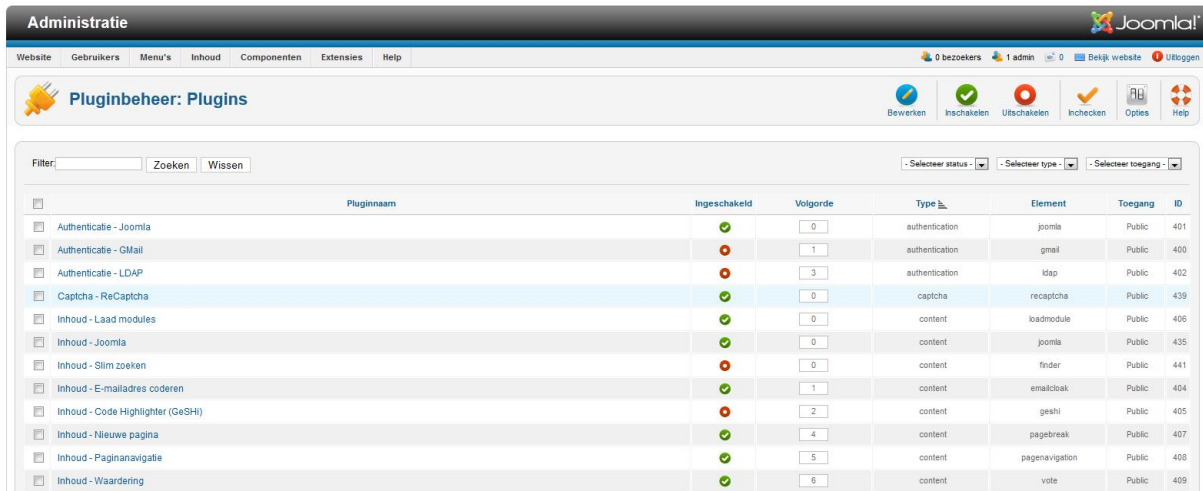 Administratie
Joomla!
Website Gebruikers Menu's Inhoud Componenten Extensies Help 0 bezoekers 1 admin 0 Bekijk website Uitloggen
Pluginbeheer: Plugins
Bewerken Inschakelen Uitschakelen Inchecken Opties Help
Filter: Zoeken Wissen - Selecteer status - - Selecteer type - - Selecteer toegang -
Pluginnaam Ingeschakeld Volgorde Type Element Toegang ID
Authenticatie - Joomla 0 authentication joomla Public 401
Authenticatie - GMail 1 authentication gmail Public 400
Authenticatie - LDAP 3 authentication ldap Public 402
Captcha - ReCaptcha 0 captcha recaptcha Public 439
Inhoud - Laad modules 0 content loadmodule Public 406
Inhoud - Joomla 0 content joomla Public 435
Inhoud - Slim zoeken 0 content finder Public 441
Inhoud - E-mailadres coderen 1 content emailcloak Public 404
Inhoud - Code Highlighter (GeSHi) 2 content geshi Public 405
Inhoud - Nieuwe pagina 4 content pagebreak Public 407
Inhoud - Paginanavigatie 5 content pagenavigation Public 408
Inhoud - Waardering 6 content vote Public 409